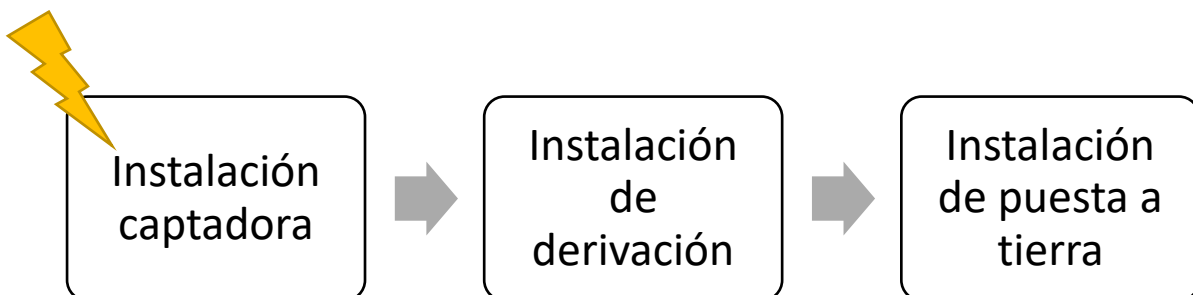 Instalación
captadora
Instalación
de
derivación
Instalación
de puesta a
tierra